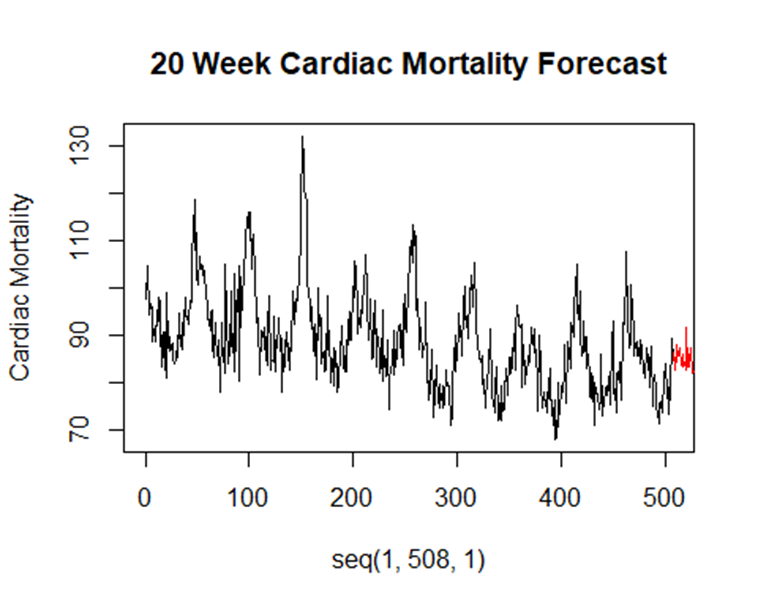 20 Week Cardiac Mortality Forecast
Cardiac Mortality
130
110
90
70
0 100 200 300 400 500
seq(1, 508, 1)